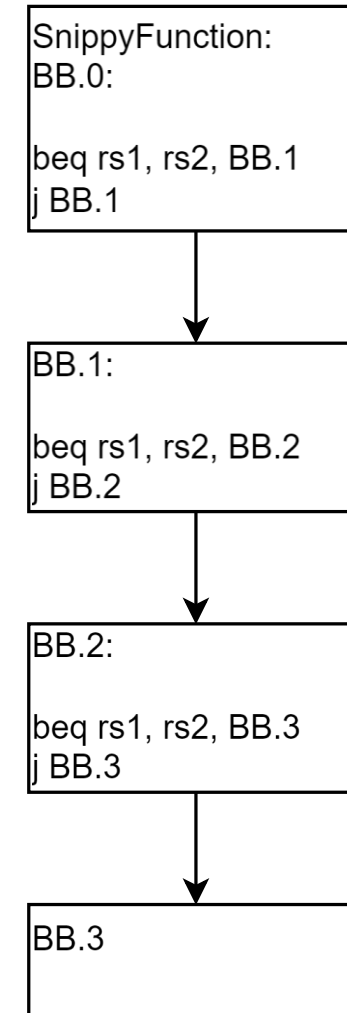 SnippyFunction:
BB.0:
beq rs1, rs2, BB.1
j BB.1
BB.1:
beq rs1, rs2, BB.2
j BB.2
BB.2:
beq rs1, rs2, BB.3
j BB.3
BB.3